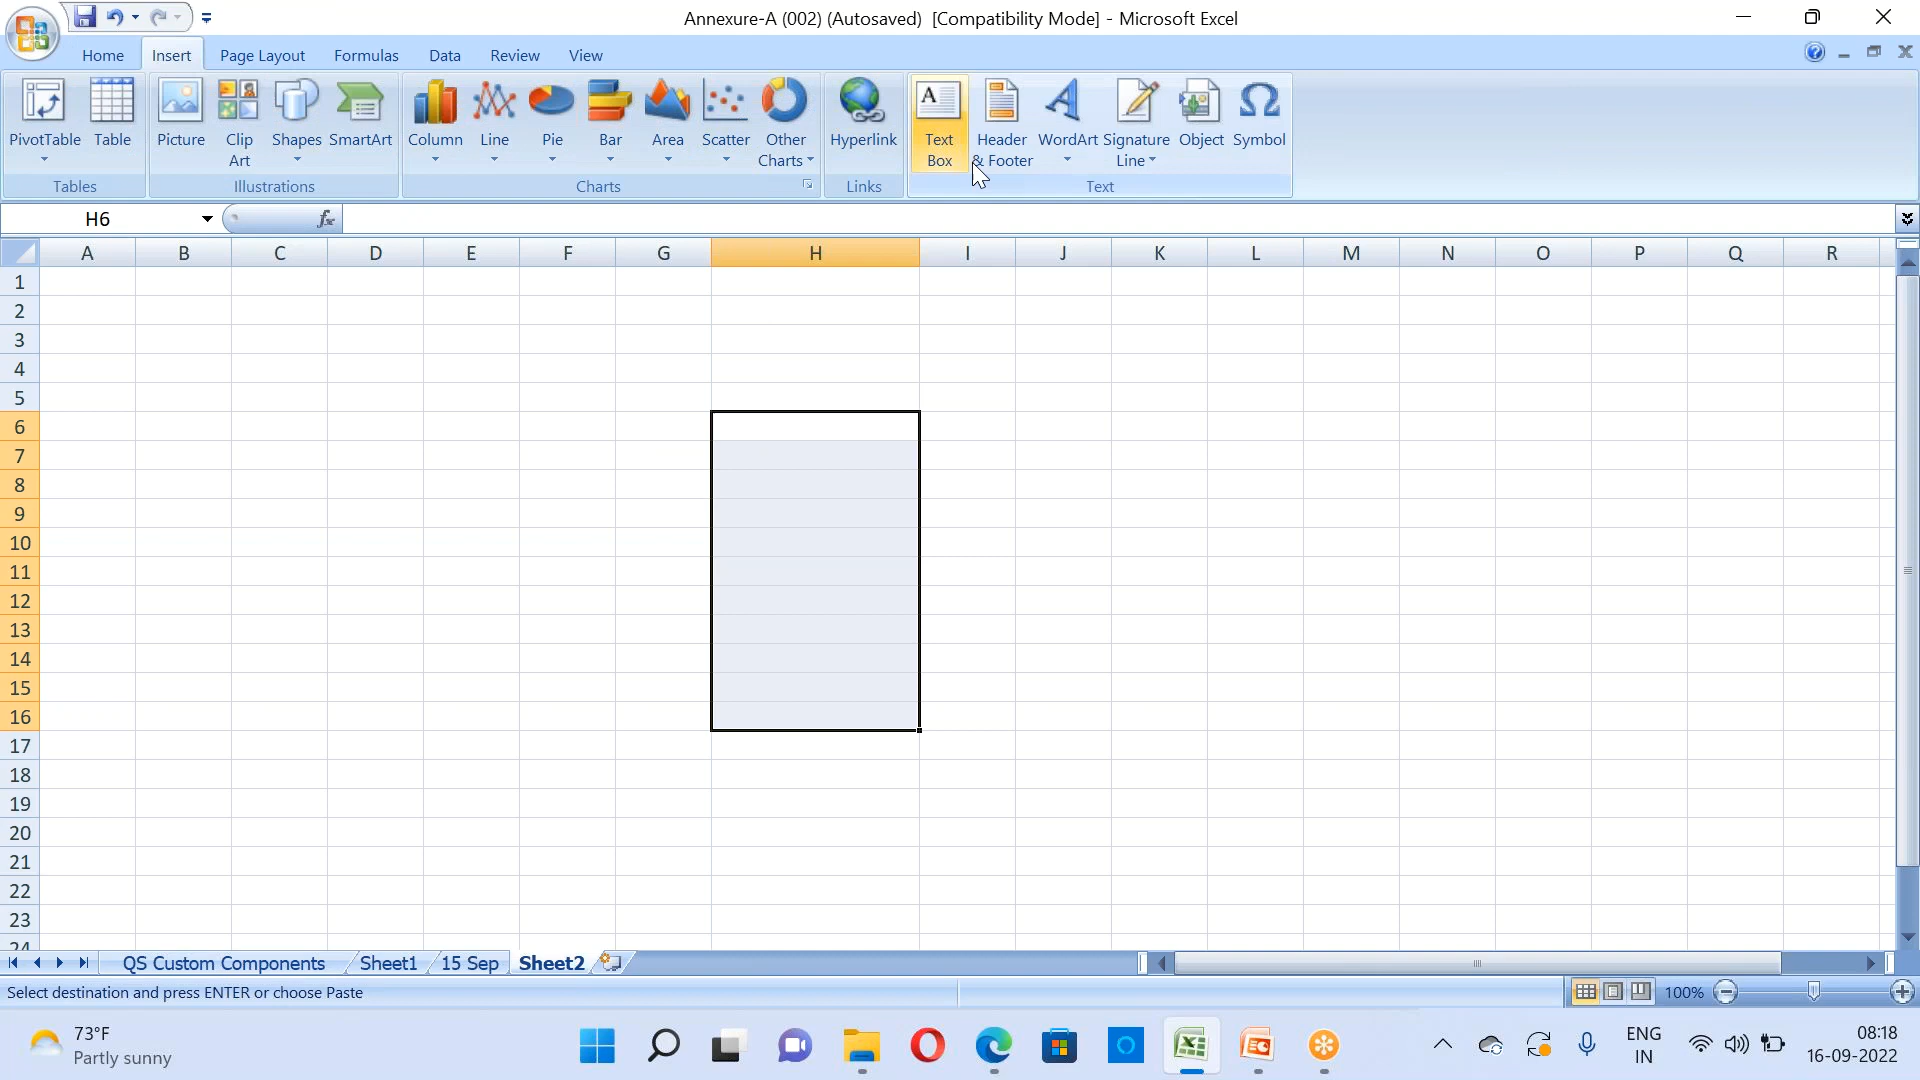 Annexure-A (002) (Autosaved) [Compatibility Mode] - Microsoft Excel
Home Insert Page Layout Formulas Data Review View
PivotTable Table Picture Clip Art Shapes SmartArt Column Line Pie Bar Area Scatter Other Charts Hyperlink Text Box Header & Footer WordArt Signature Line Object Symbol
Tables Illustrations Charts Links Text
H6 fx
A B C D E F G H I J K L M N O P Q R
1
2
3
4
5
6
7
8
9
10
11
12
13
14
15
16
17
18
19
20
21
22
23
24
QS Custom Components Sheet1 15 Sep Sheet2
Select destination and press ENTER or choose Paste 100%
73°F
Partly sunny
ENG
IN
08:18
16-09-2022